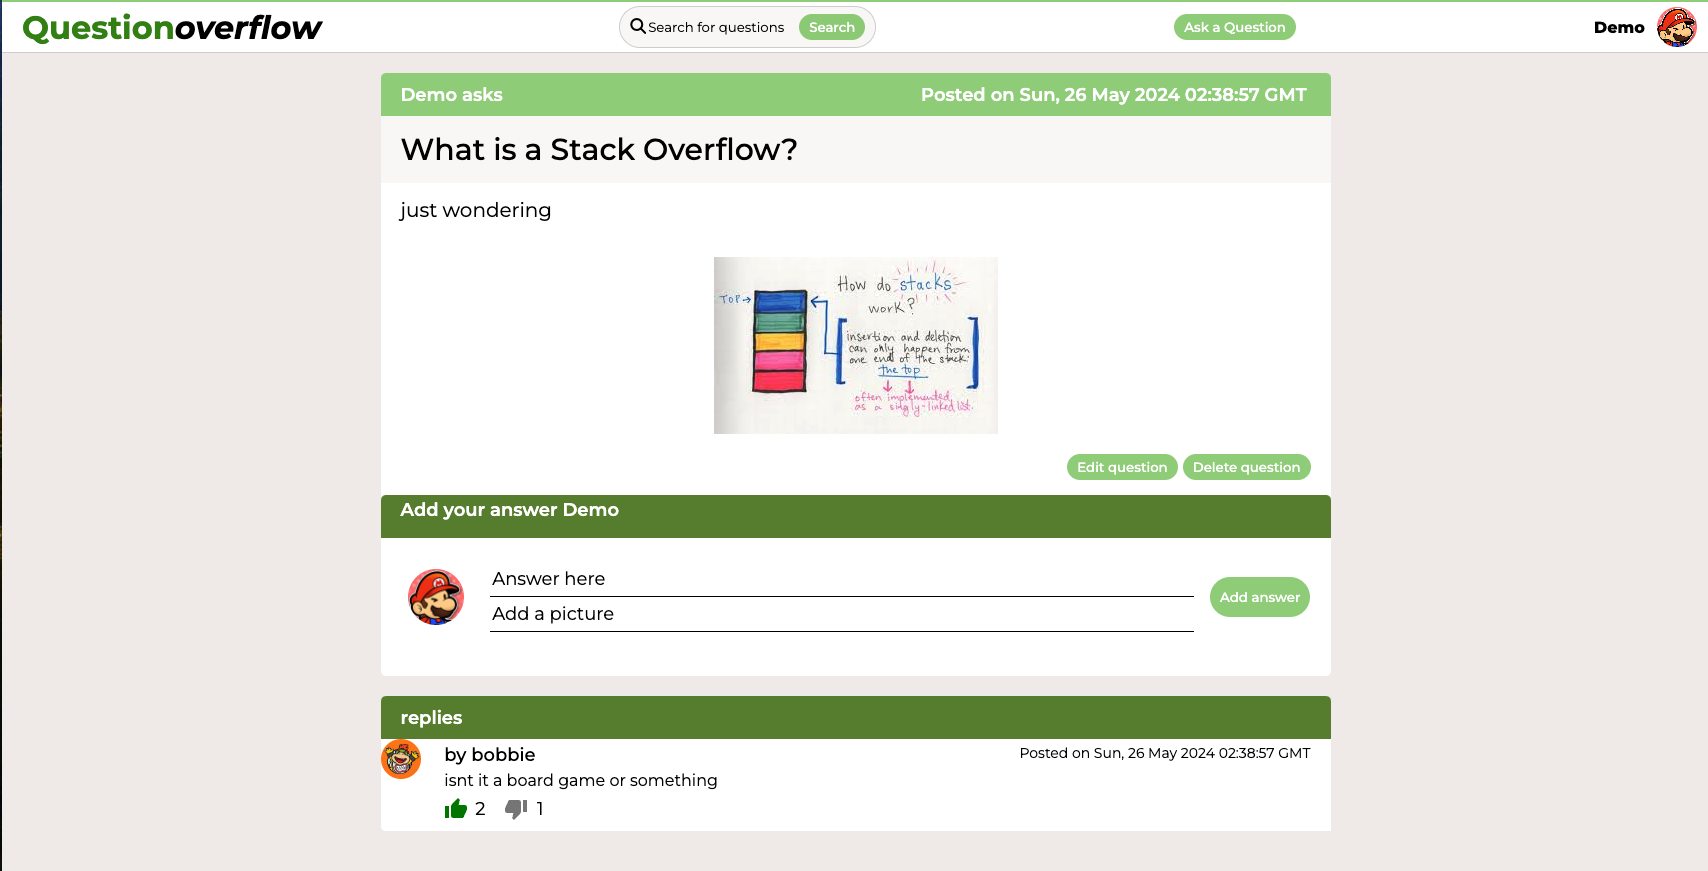 Questionoverflow
Search for questions Search
Ask a Question
Demo
Demo asks Posted on Sun, 26 May 2024 02:38:57 GMT
What is a Stack Overflow?
just wondering
How do stacks
work?
TOP→
insertion and deletion
can only happen from
one end of the stack:
the top
often implemented
as a singly-linked list.
Edit question Delete question
Add your answer Demo
Answer here
Add a picture
Add answer
replies
by bobbie Posted on Sun, 26 May 2024 02:38:57 GMT
isnt it a board game or something
2 1